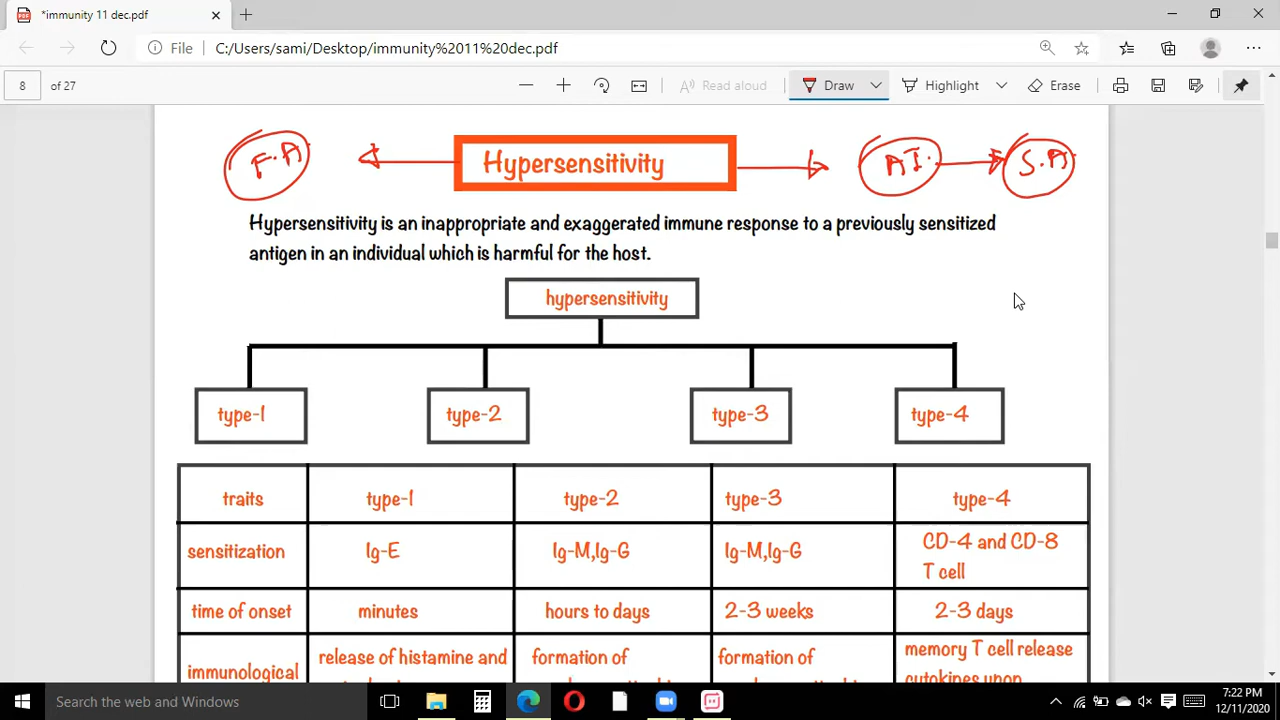 *immunity 11 dec.pdf
File C:/Users/sami/Desktop/immunity%2011%20dec.pdf
8 of 27 Read aloud Draw Highlight Erase
F.A Hypersensitivity A I. S.A
Hypersensitivity is an inappropriate and exaggerated immune response to a previously sensitized
antigen in an individual which is harmful for the host.
hypersensitivity
type-1 type-2 type-3 type-4
traits type-1 type-2 type-3 type-4
sensitization Ig-E Ig-M,Ig-G Ig-M,Ig-G CD-4 and CD-8
T cell
time of onset minutes hours to days 2-3 weeks 2-3 days
immunological release of histamine and formation of formation of memory T cell release
cytokines upon
Search the web and Windows
7:22 PM
12/11/2020